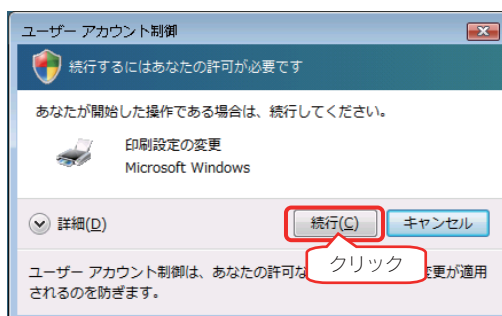 ユーザー アカウント制御
続行するにはあなたの許可が必要です
あなたが開始した操作である場合は、続行してください。
印刷設定の変更
Microsoft Windows
詳細(D)
続行(C)
キャンセル
クリック
ユーザー アカウント制御は、あなたの許可な 変更が適用
されるのを防ぎます。